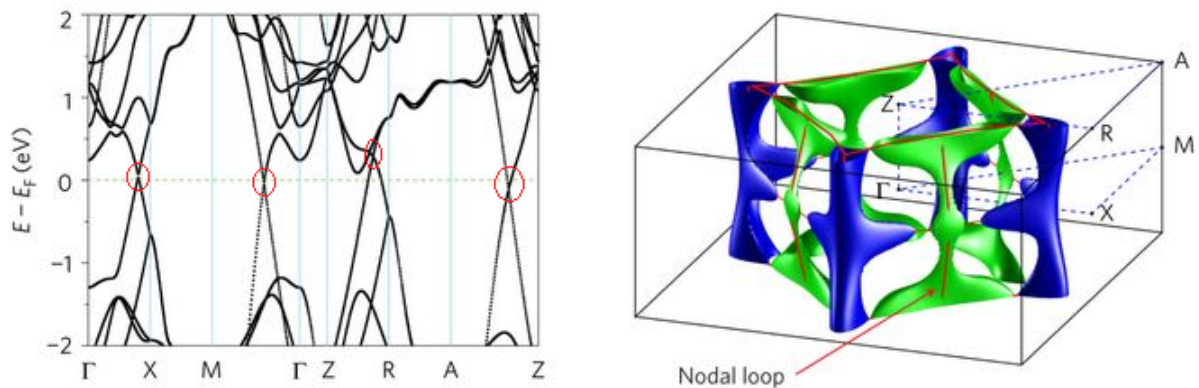 2
1
0
−1
−2
E − E_F (eV)
Γ X M Γ Z R A Z
A
Z
R
M
Γ
X
Nodal loop